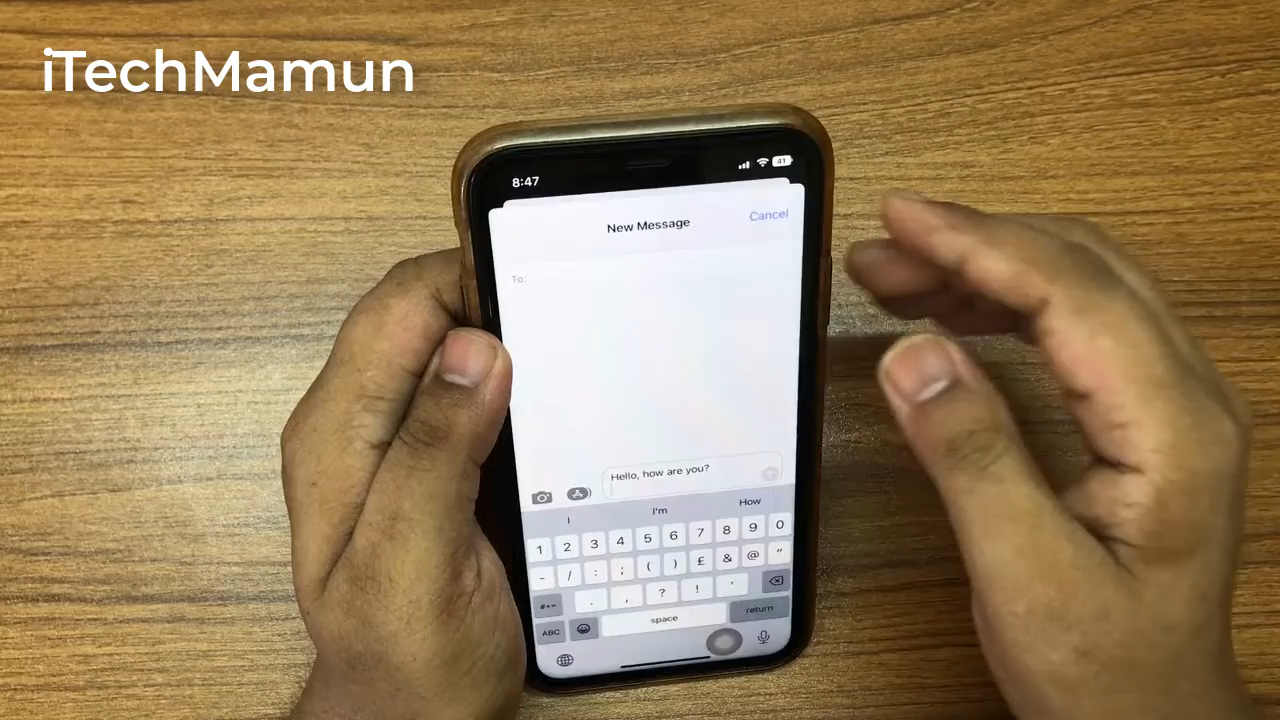 iTechMamun
8:47
41
New Message
Cancel
To:
Hello, how are you?
I
I'm
How
1 2 3 4 5 6 7 8 9 0
- / : ; ( ) £ & @ "
#+= . , ? ! '
ABC space return